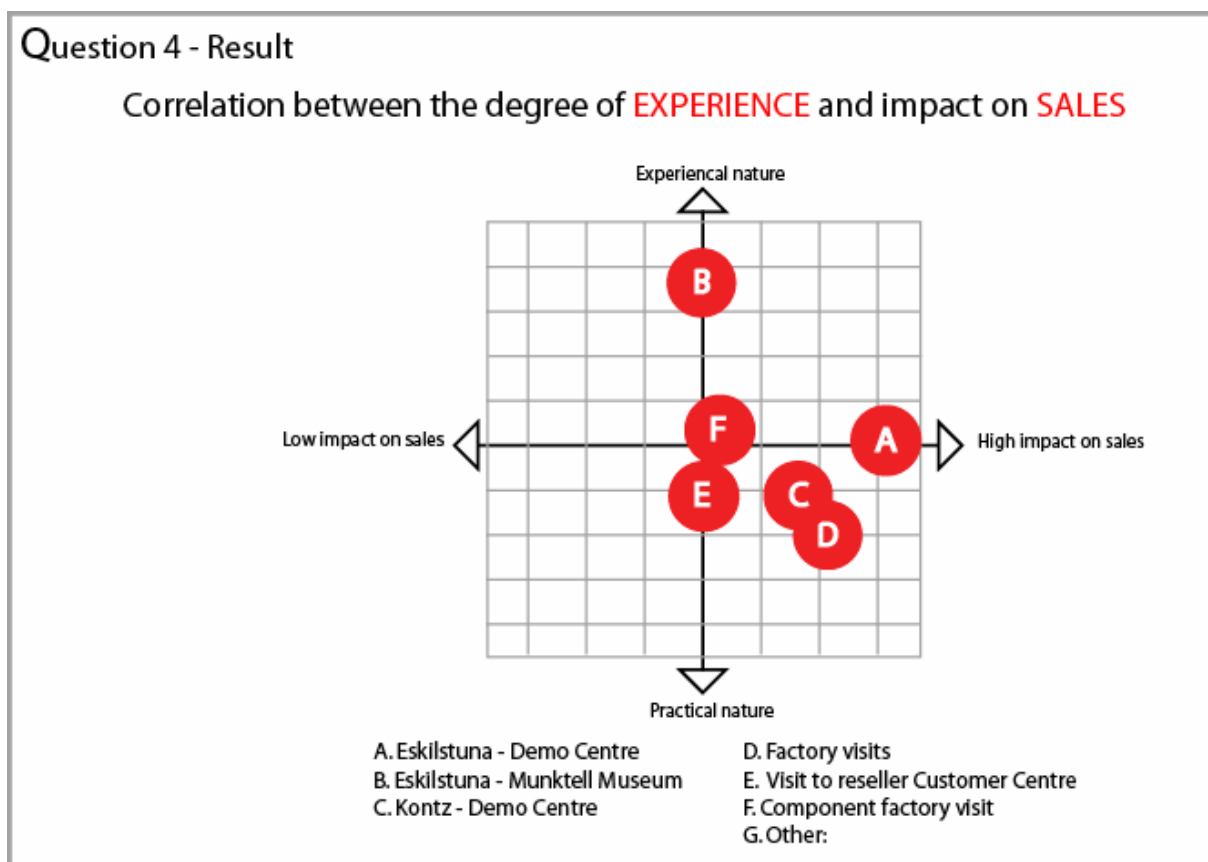 Question 4 - Result
Correlation between the degree of EXPERIENCE and impact on SALES
Experiencal nature
B
F
Low impact on sales
A
High impact on sales
E
C
D
Practical nature
A. Eskilstuna - Demo Centre
B. Eskilstuna - Munktell Museum
C. Kontz - Demo Centre
D. Factory visits
E. Visit to reseller Customer Centre
F. Component factory visit
G. Other: